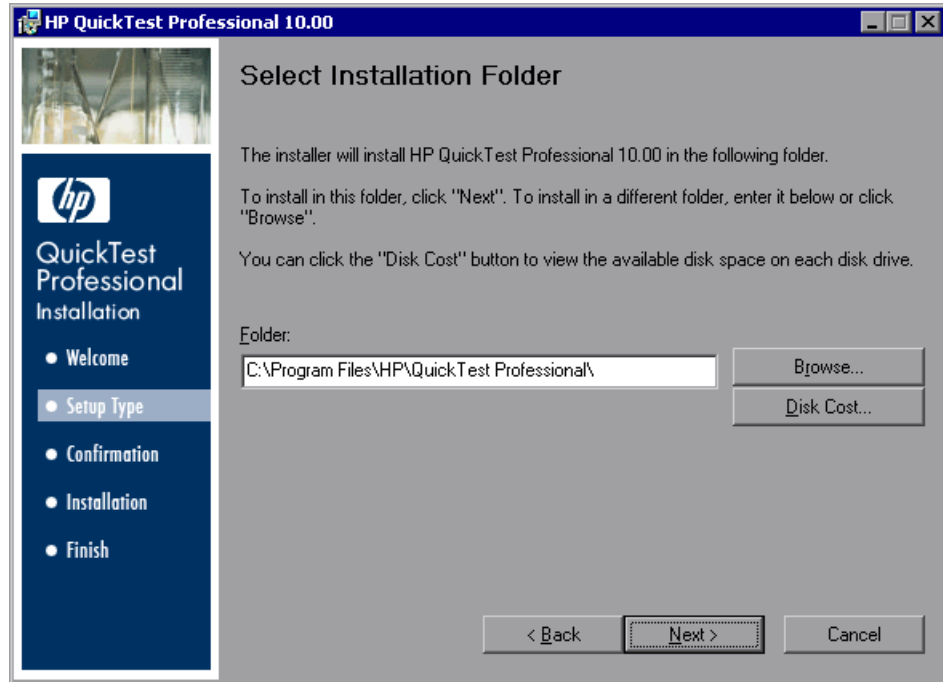 HP QuickTest Professional 10.00
Select Installation Folder
The installer will install HP QuickTest Professional 10.00 in the following folder.
To install in this folder, click "Next". To install in a different folder, enter it below or click
"Browse".
You can click the "Disk Cost" button to view the available disk space on each disk drive.
hp
QuickTest
Professional
Installation
Welcome
Setup Type
Confirmation
Installation
Finish
Folder:
C:\Program Files\HP\QuickTest Professional\
Browse...
Disk Cost...
< Back
Next >
Cancel